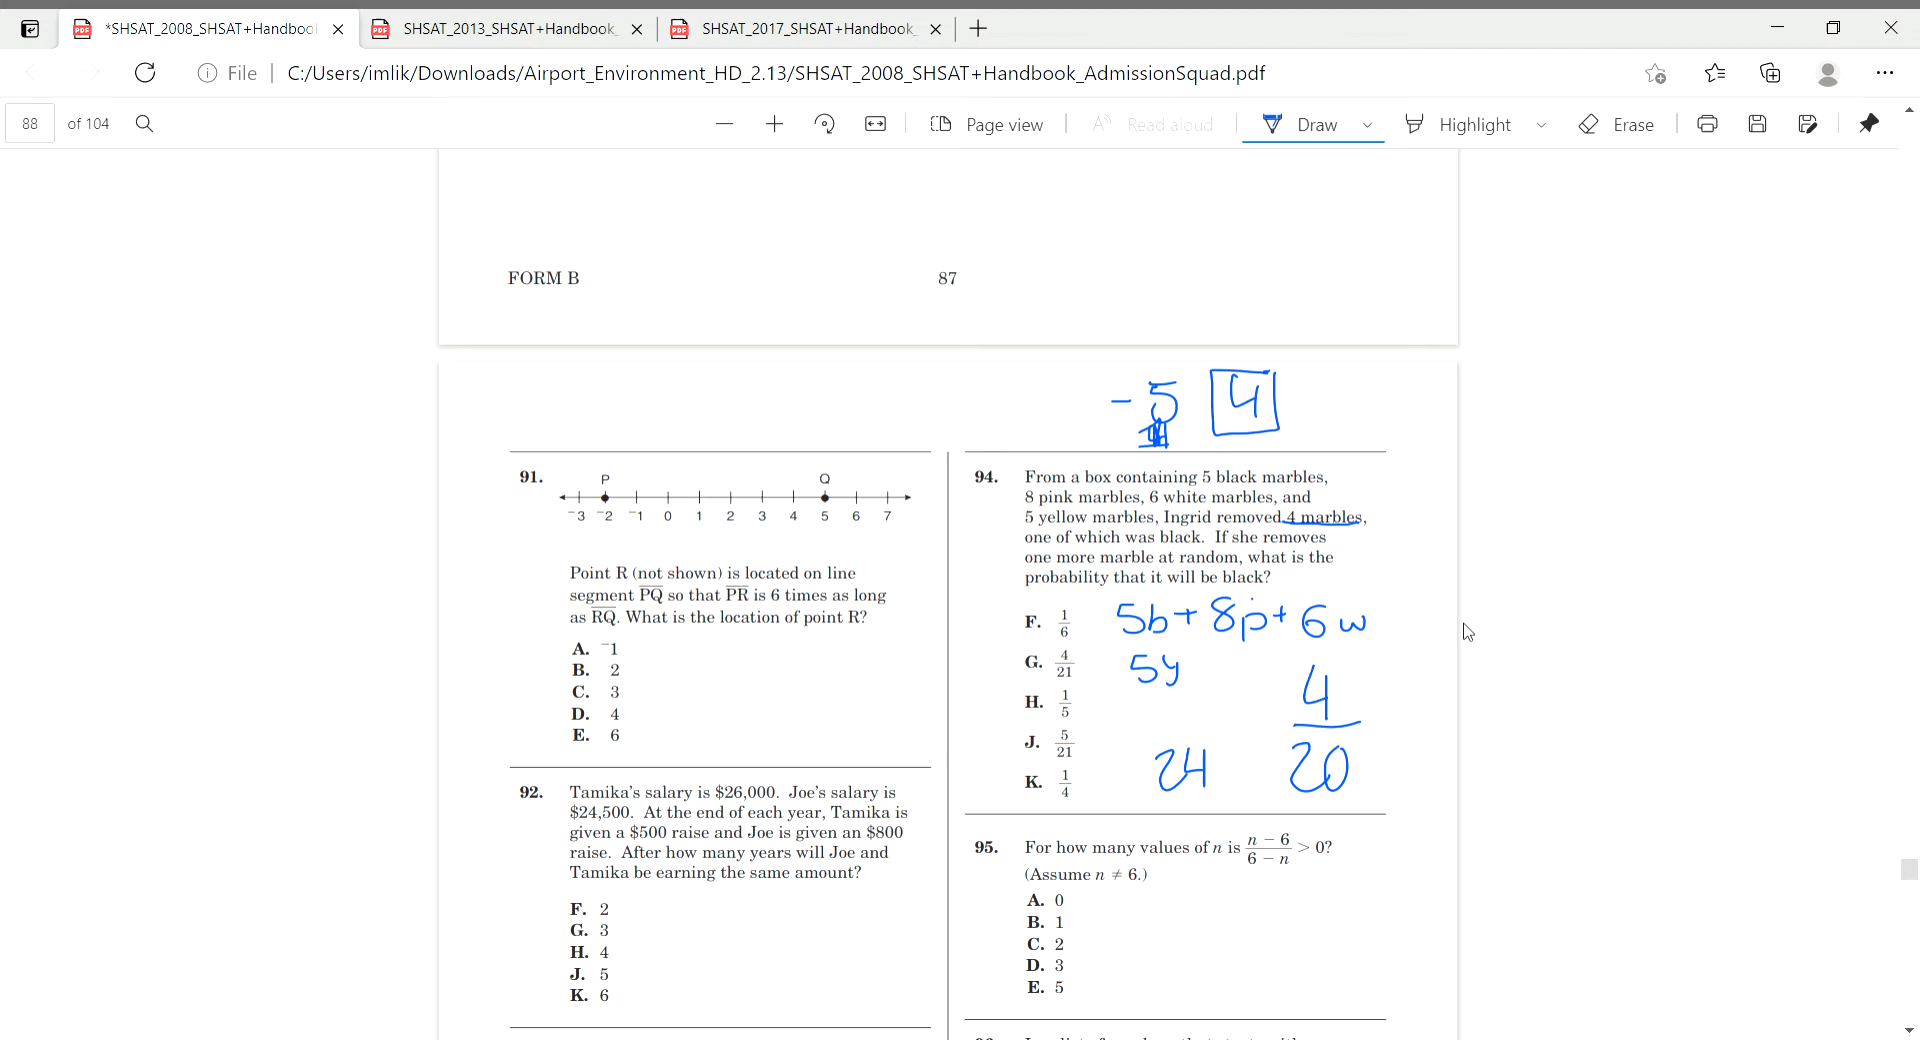 *SHSAT_2008_SHSAT+Handbool
SHSAT_2013_SHSAT+Handbook_
SHSAT_2017_SHSAT+Handbook_
File | C:/Users/imlik/Downloads/Airport_Environment_HD_2.13/SHSAT_2008_SHSAT+Handbook_AdmissionSquad.pdf
88 of 104
Page view
Read aloud
Draw
Highlight
Erase
FORM B
87
- 5 4
91.
P Q
⁻3 ⁻2 ⁻1 0 1 2 3 4 5 6 7
Point R (not shown) is located on line
segment PQ so that PR is 6 times as long
as RQ. What is the location of point R?
A. ⁻1
B. 2
C. 3
D. 4
E. 6
92. Tamika's salary is $26,000. Joe's salary is
$24,500. At the end of each year, Tamika is
given a $500 raise and Joe is given an $800
raise. After how many years will Joe and
Tamika be earning the same amount?
F. 2
G. 3
H. 4
J. 5
K. 6
94. From a box containing 5 black marbles,
8 pink marbles, 6 white marbles, and
5 yellow marbles, Ingrid removed 4 marbles,
one of which was black. If she removes
one more marble at random, what is the
probability that it will be black?
F. 1/6
G. 4/21
H. 1/5
J. 5/21
K. 1/4
5b+ 8p+ 6w
5y
24
4/20
95. For how many values of n is n − 6 / 6 − n > 0?
(Assume n ≠ 6.)
A. 0
B. 1
C. 2
D. 3
E. 5